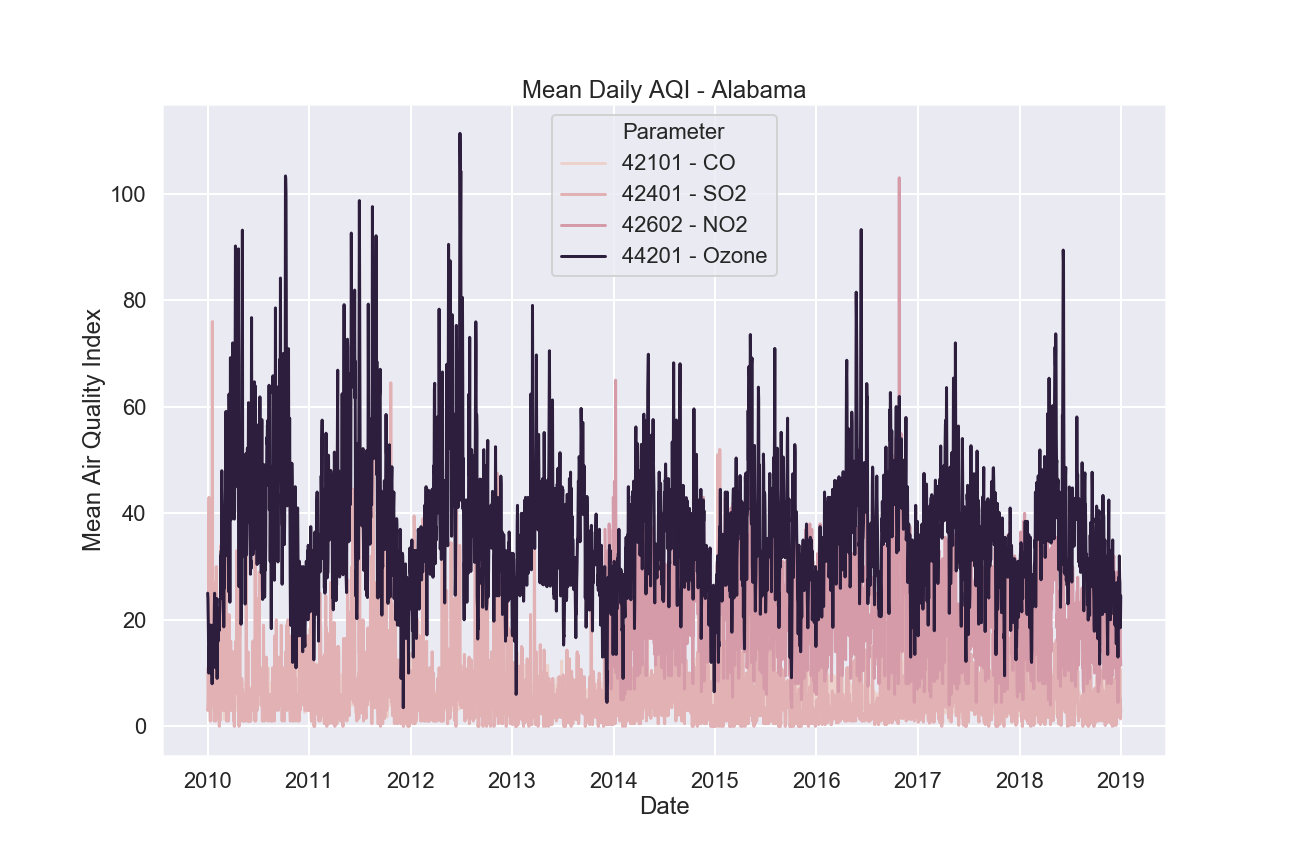 Mean Daily AQI - Alabama
Parameter
42101 - CO
42401 - SO2
42602 - NO2
44201 - Ozone
Mean Air Quality Index
100
80
60
40
20
0
2010 2011 2012 2013 2014 2015 2016 2017 2018 2019
Date